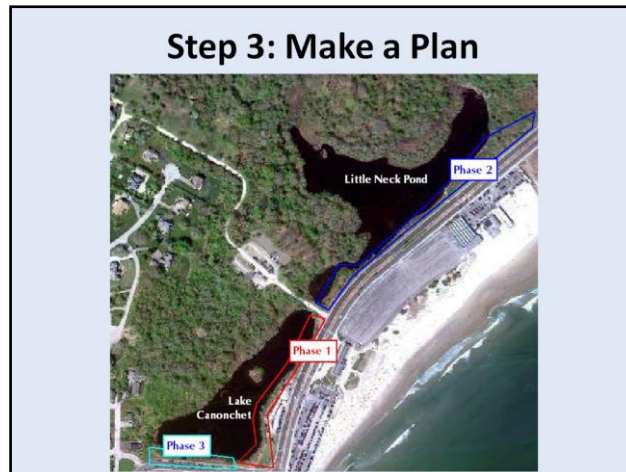 Step 3: Make a Plan
Little Neck Pond
Phase 2
Phase 1
Lake
Canonchet
Phase 3